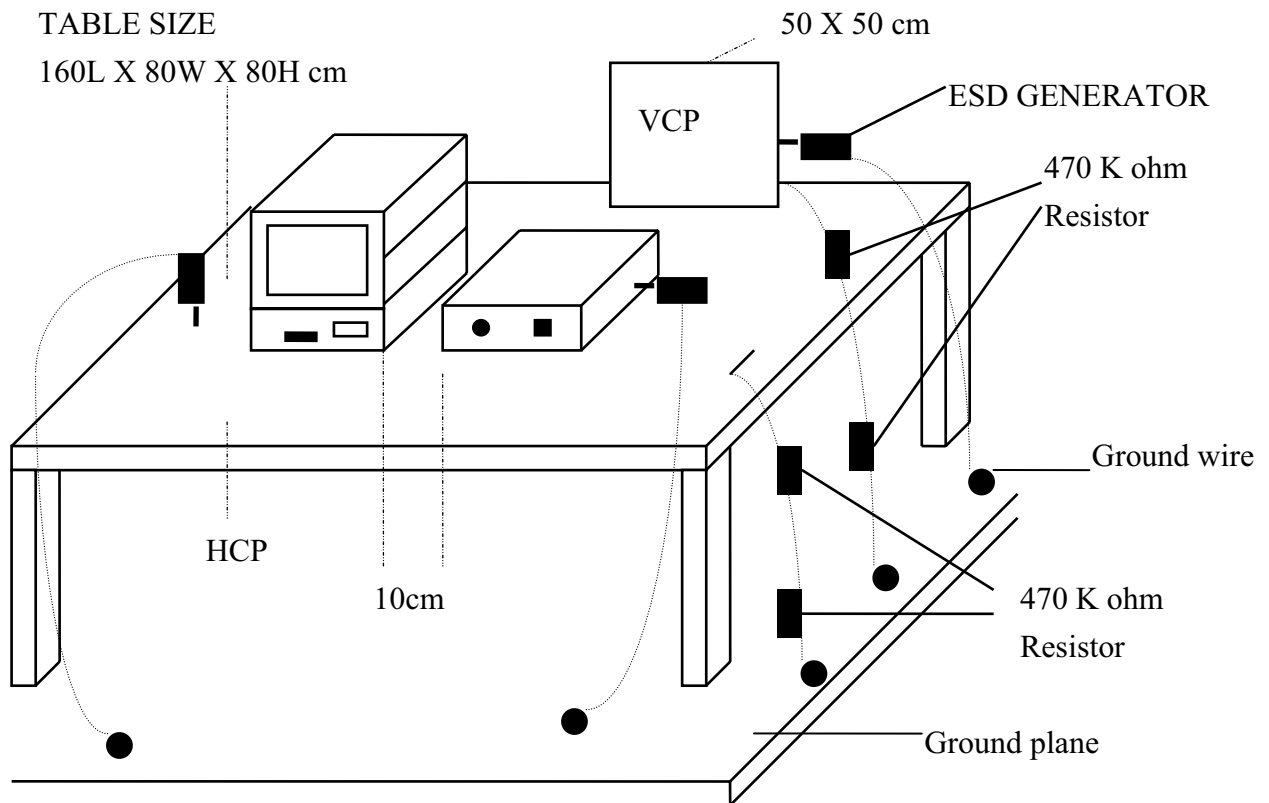 TABLE SIZE
160L X 80W X 80H cm
50 X 50 cm
VCP
ESD GENERATOR
470 K ohm
Resistor
Ground wire
HCP
10cm
470 K ohm
Resistor
Ground plane